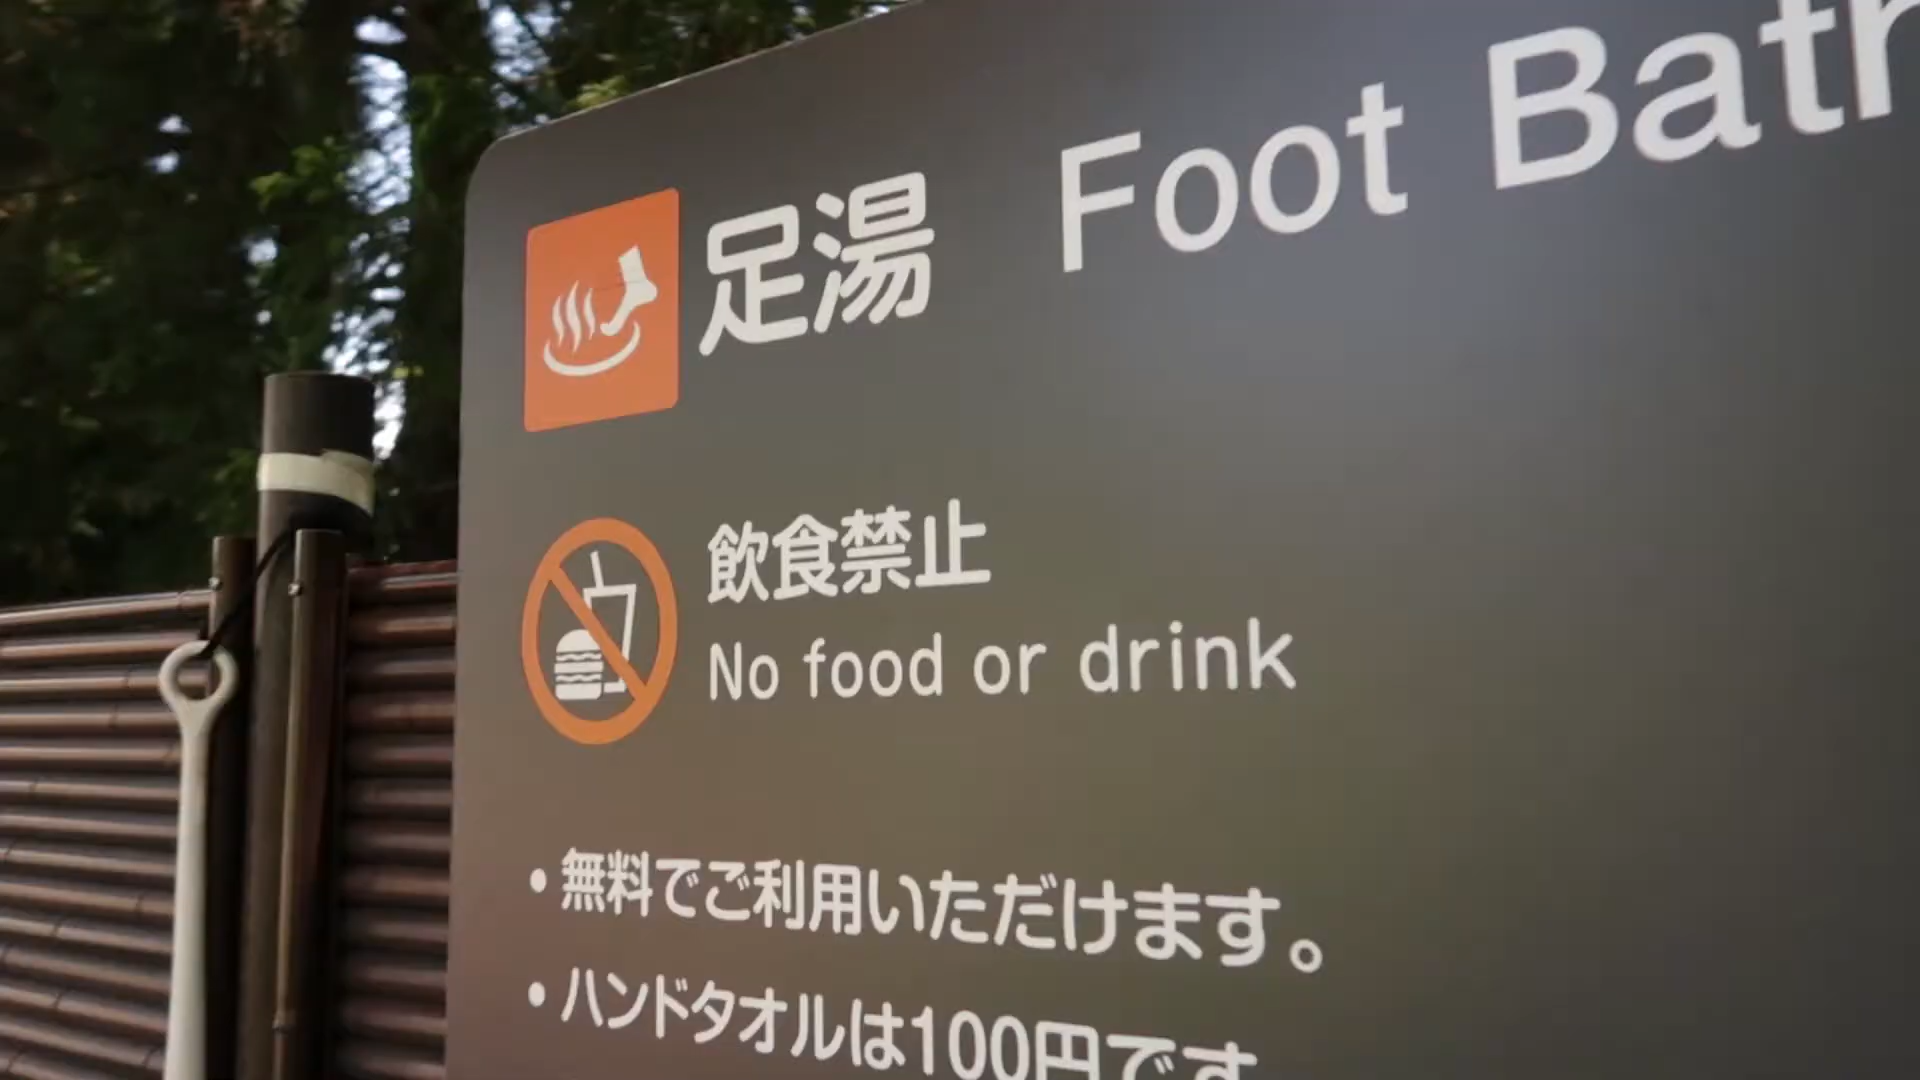 足湯 Foot Bath
飲食禁止
No food or drink
・無料でご利用いただけます。
・ハンドタオルは100円です